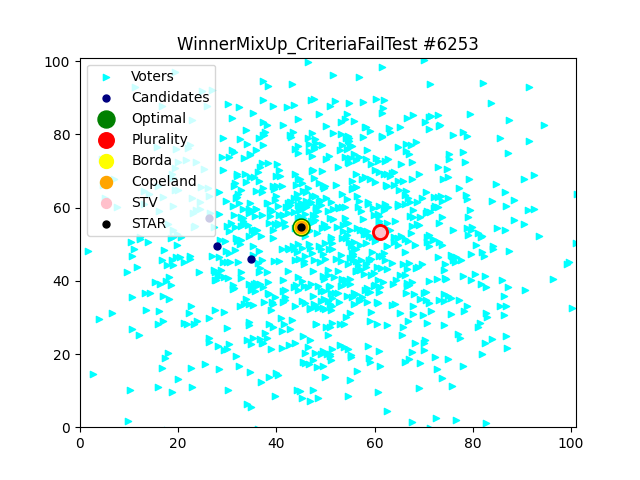 WinnerMixUp_CriteriaFailTest #6253
100
80
60
40
20
0
Voters
Candidates
Optimal
Plurality
Borda
Copeland
STV
STAR
0 20 40 60 80 100